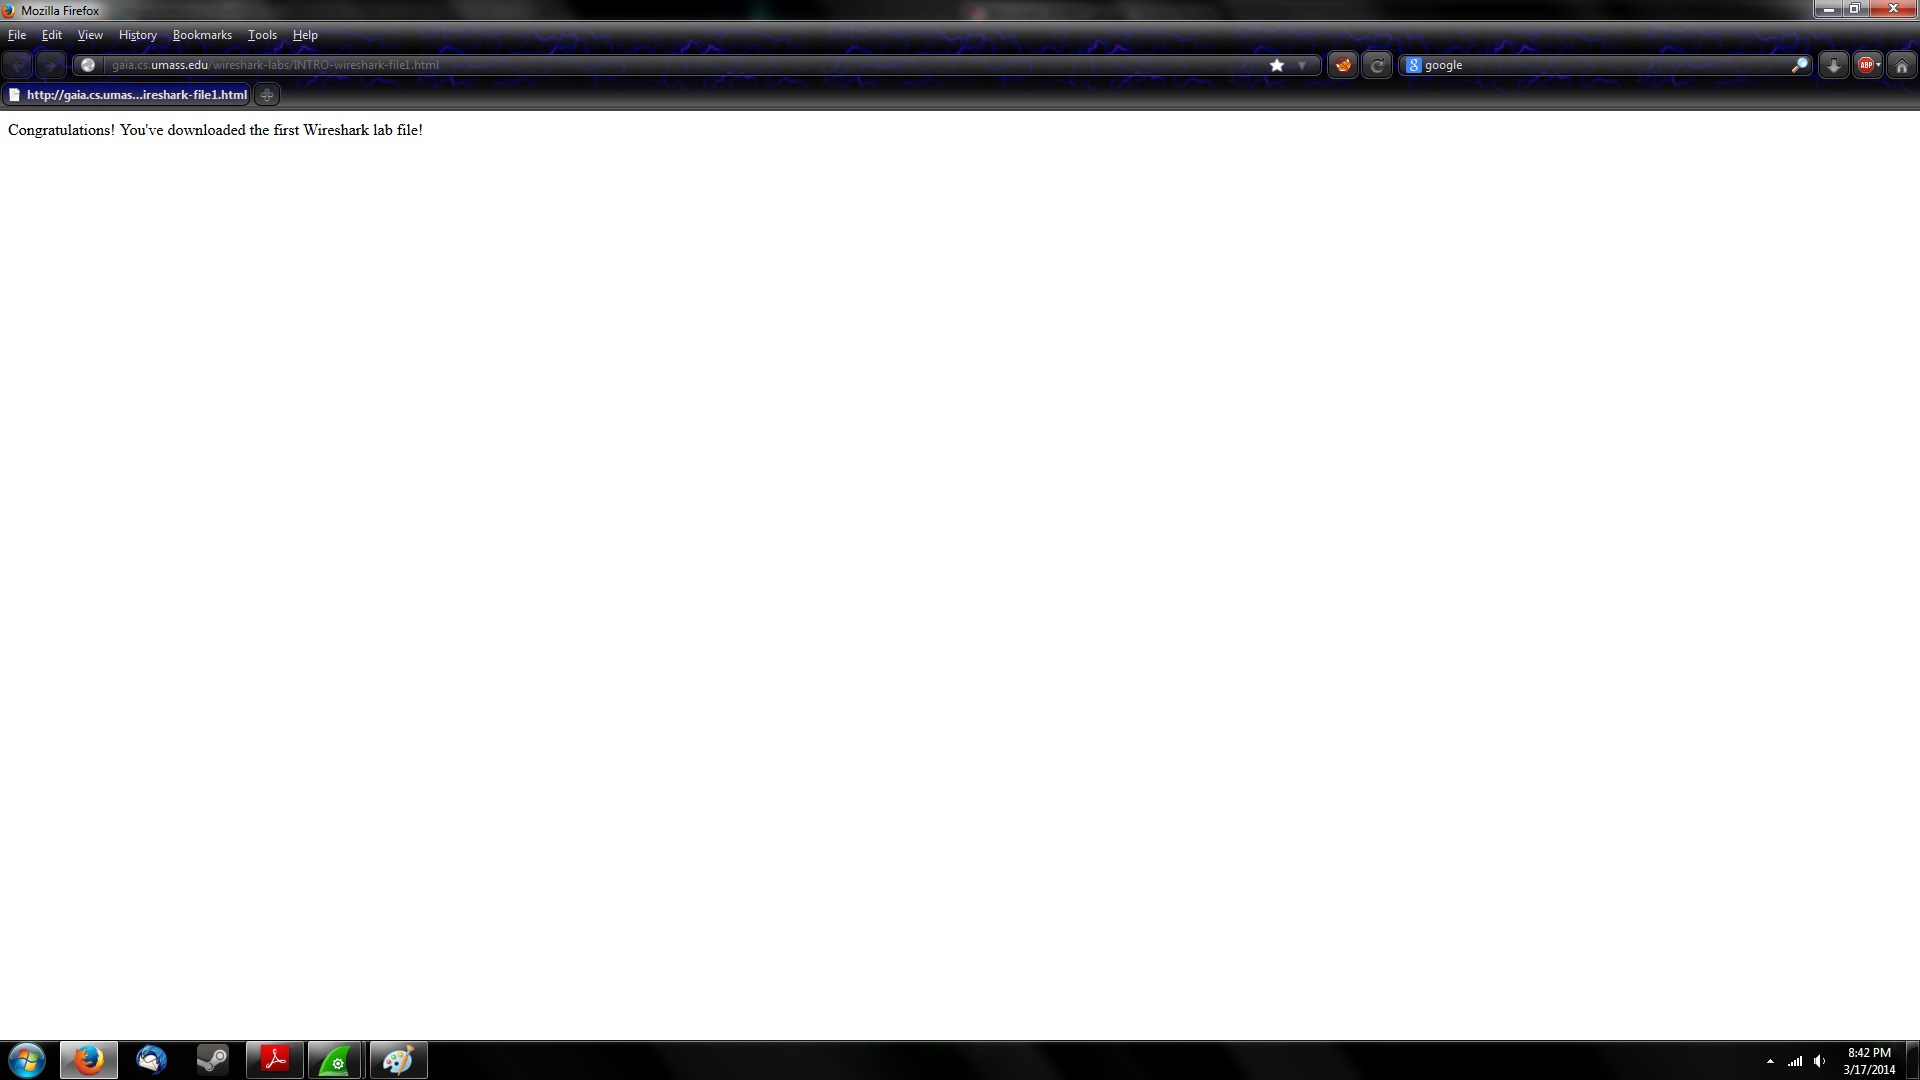 Mozilla Firefox
File Edit View History Bookmarks Tools Help
gaia.cs.umass.edu/wireshark-labs/INTRO-wireshark-file1.html
google
ABP
http://gaia.cs.umas...ireshark-file1.html
Congratulations! You've downloaded the first Wireshark lab file!
8:42 PM
3/17/2014